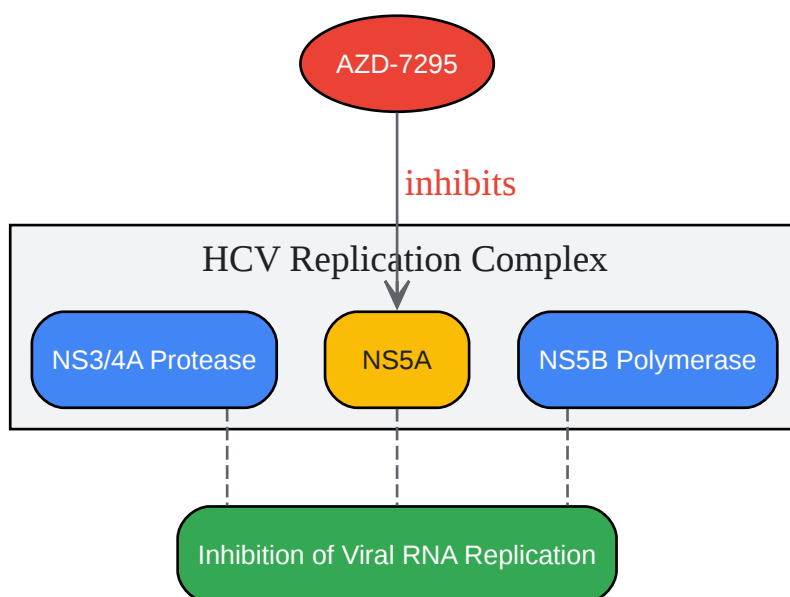 AZD-7295
inhibits
HCV Replication Complex
NS3/4A Protease
NS5A
NS5B Polymerase
Inhibition of Viral RNA Replication